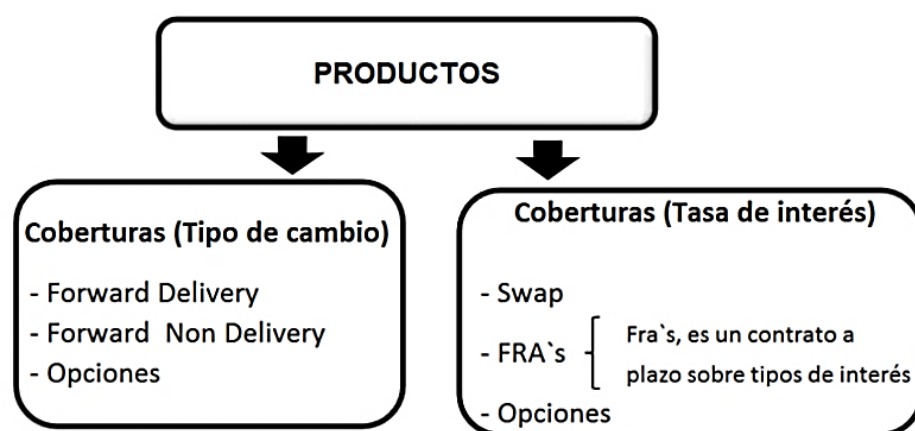 PRODUCTOS
Coberturas (Tipo de cambio)
- Forward Delivery
- Forward  Non Delivery
- Opciones
Coberturas (Tasa de interés)
- Swap
- FRA`s
Fra`s, es un contrato a
plazo sobre tipos de interés
- Opciones